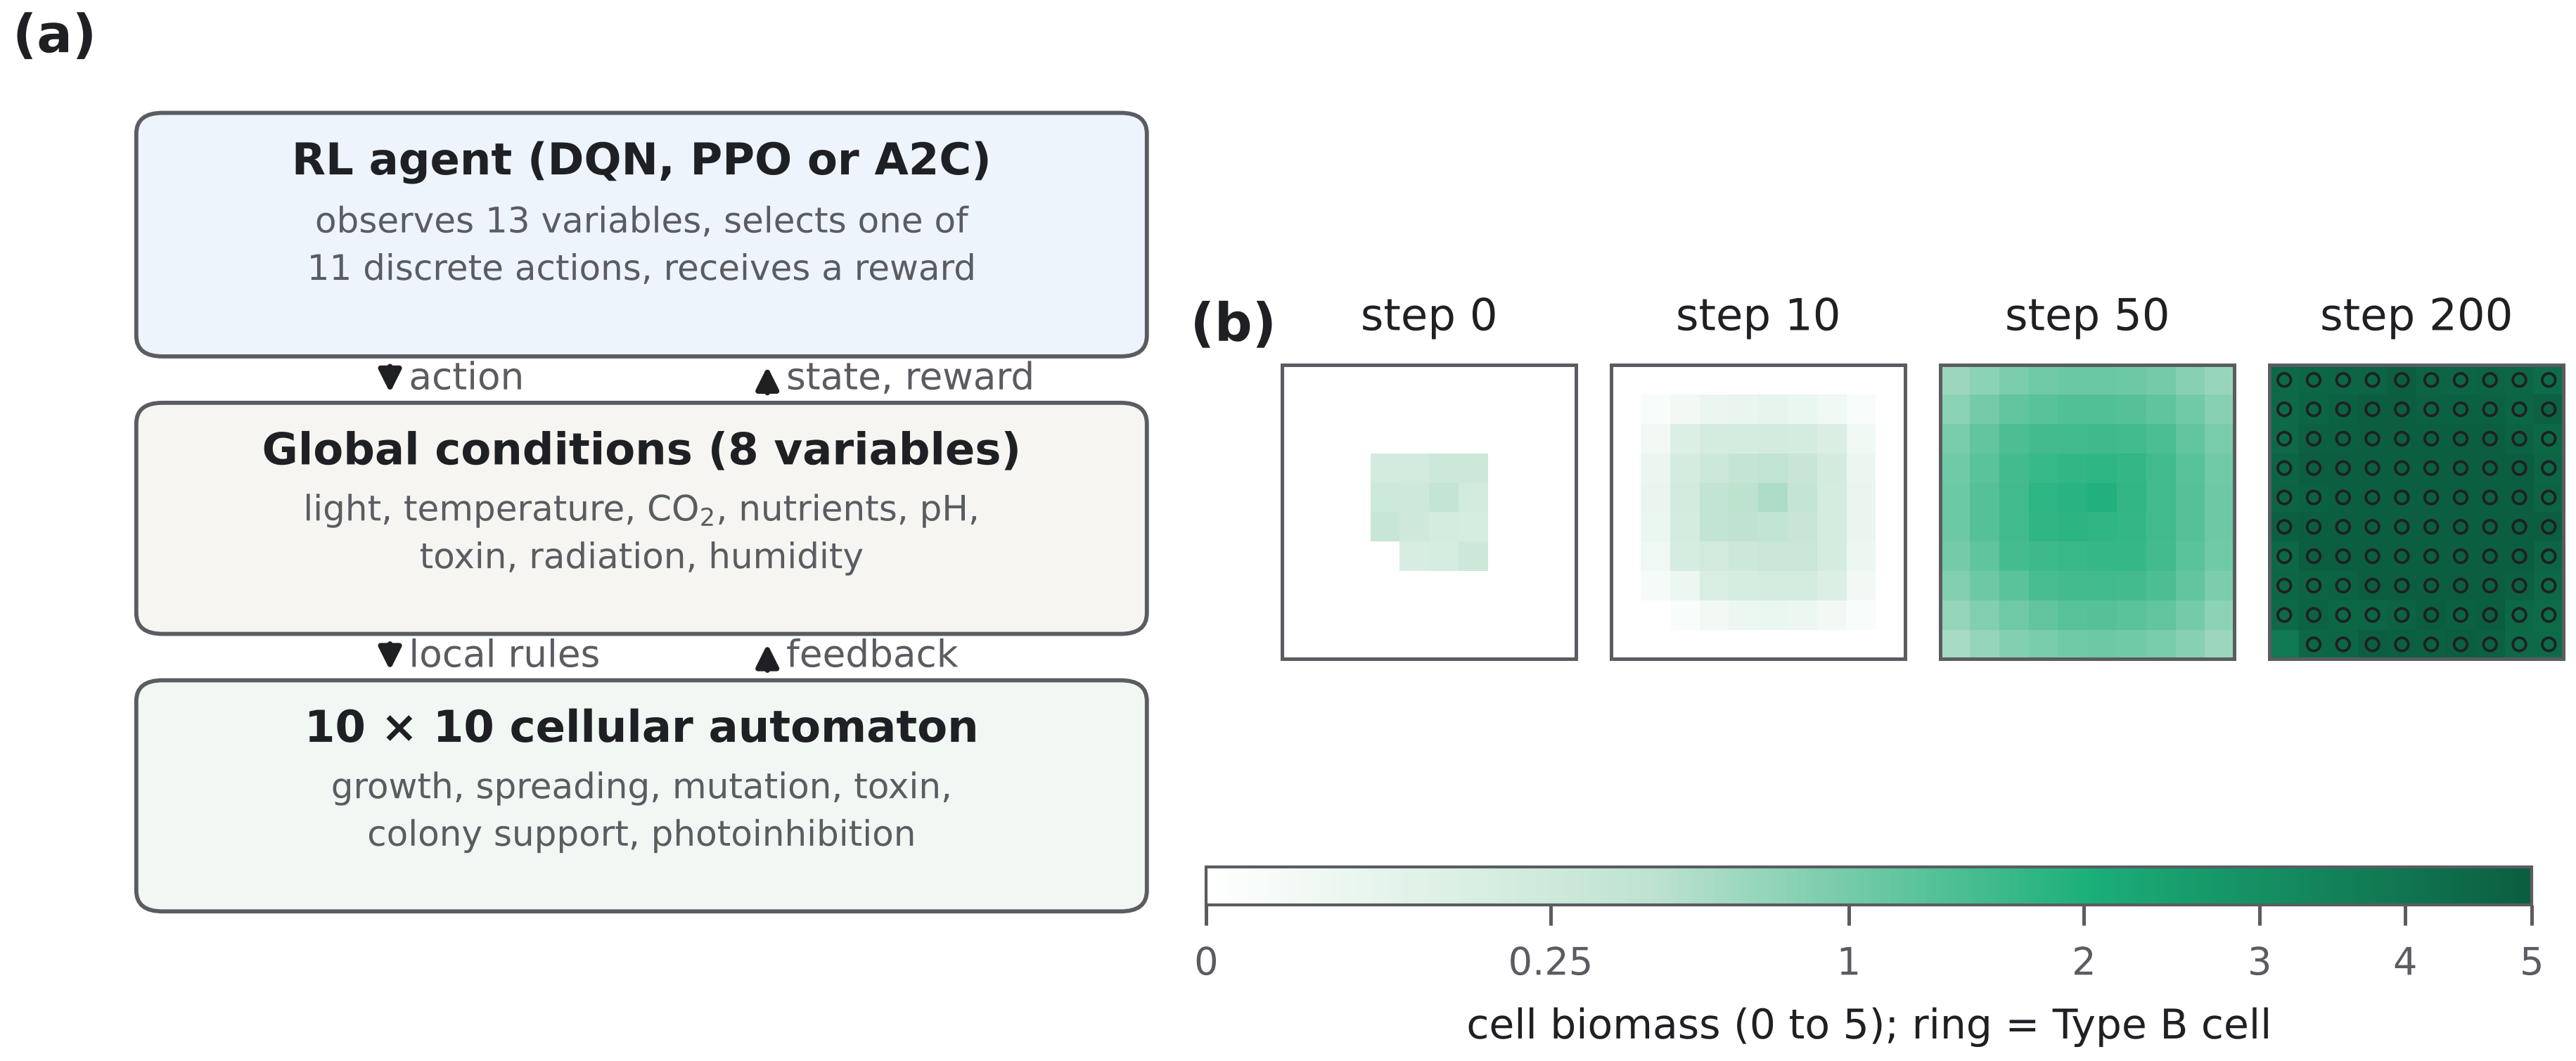 (a)
RL agent (DQN, PPO or A2C)
observes 13 variables, selects one of
11 discrete actions, receives a reward
action
state, reward
Global conditions (8 variables)
light, temperature, CO₂, nutrients, pH,
toxin, radiation, humidity
local rules
feedback
10 × 10 cellular automaton
growth, spreading, mutation, toxin,
colony support, photoinhibition
(b)
step 0
step 10
step 50
step 200
0
0.25
1
2
3
4
5
cell biomass (0 to 5); ring = Type B cell